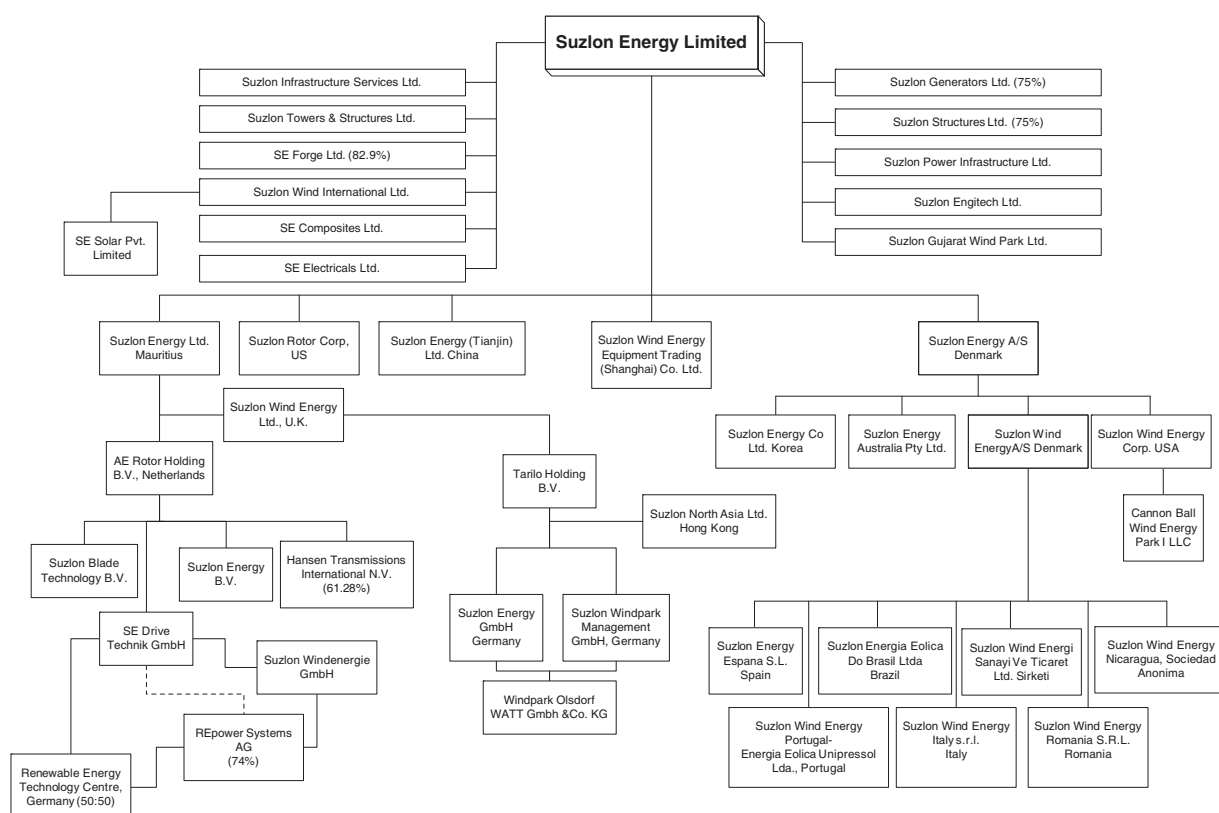 Suzlon Energy Limited
Suzlon Infrastructure Services Ltd.
Suzlon Towers & Structures Ltd.
SE Forge Ltd. (82.9%)
Suzlon Wind International Ltd.
SE Composites Ltd.
SE Electricals Ltd.
SE Solar Pvt.
Limited
Suzlon Generators Ltd. (75%)
Suzlon Structures Ltd. (75%)
Suzlon Power Infrastructure Ltd.
Suzlon Engitech Ltd.
Suzlon Gujarat Wind Park Ltd.
Suzlon Energy Ltd.
Mauritius
Suzlon Rotor Corp,
US
Suzlon Energy (Tianjin)
Ltd. China
Suzlon Wind Energy
Equipment Trading
(Shanghai) Co. Ltd.
Suzlon Energy A/S
Denmark
Suzlon Wind Energy
Ltd., U.K.
AE Rotor Holding
B.V., Netherlands
Tarilo Holding
B.V.
Suzlon North Asia Ltd.
Hong Kong
Suzlon Energy Co
Ltd. Korea
Suzlon Energy
Australia Pty Ltd.
Suzlon Wind
EnergyA/S Denmark
Suzlon Wind Energy
Corp. USA
Cannon Ball
Wind Energy
Park I LLC
Suzlon Blade
Technology B.V.
Suzlon Energy
B.V.
Hansen Transmissions
International N.V.
(61.28%)
SE Drive
Technik GmbH
Suzlon Windenergie
GmbH
REpower Systems
AG
(74%)
Renewable Energy
Technology Centre,
Germany (50:50)
Suzlon Energy
GmbH
Germany
Suzlon Windpark
Management
GmbH, Germany
Windpark Olsdorf
WATT Gmbh &Co. KG
Suzlon Energy
Espana S.L.
Spain
Suzlon Energia Eolica
Do Brasil Ltda
Brazil
Suzlon Wind Energi
Sanayi Ve Ticaret
Ltd. Sirketi
Suzlon Wind Energy
Nicaragua, Sociedad
Anonima
Suzlon Wind Energy
Portugal-
Energia Eolica Unipressol
Lda., Portugal
Suzlon Wind Energy
Italy s.r.l.
Italy
Suzlon Wind Energy
Romania S.R.L.
Romania